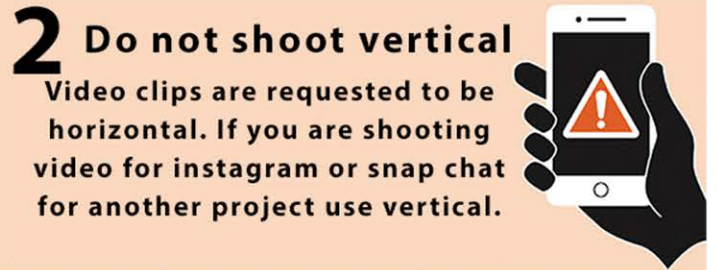 2 Do not shoot vertical
Video clips are requested to be
horizontal. If you are shooting
video for instagram or snap chat
for another project use vertical.